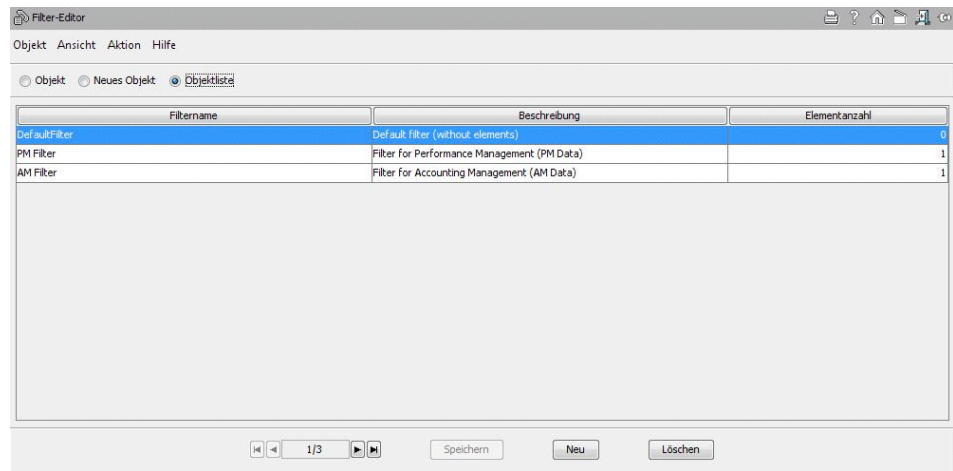 Filter-Editor
Objekt Ansicht Aktion Hilfe
Objekt Neues Objekt Objektliste
Filtername Beschreibung Elementanzahl
DefaultFilter Default filter (without elements) 0
PM Filter Filter for Performance Management (PM Data) 1
AM Filter Filter for Accounting Management (AM Data) 1
1/3 Speichern Neu Löschen